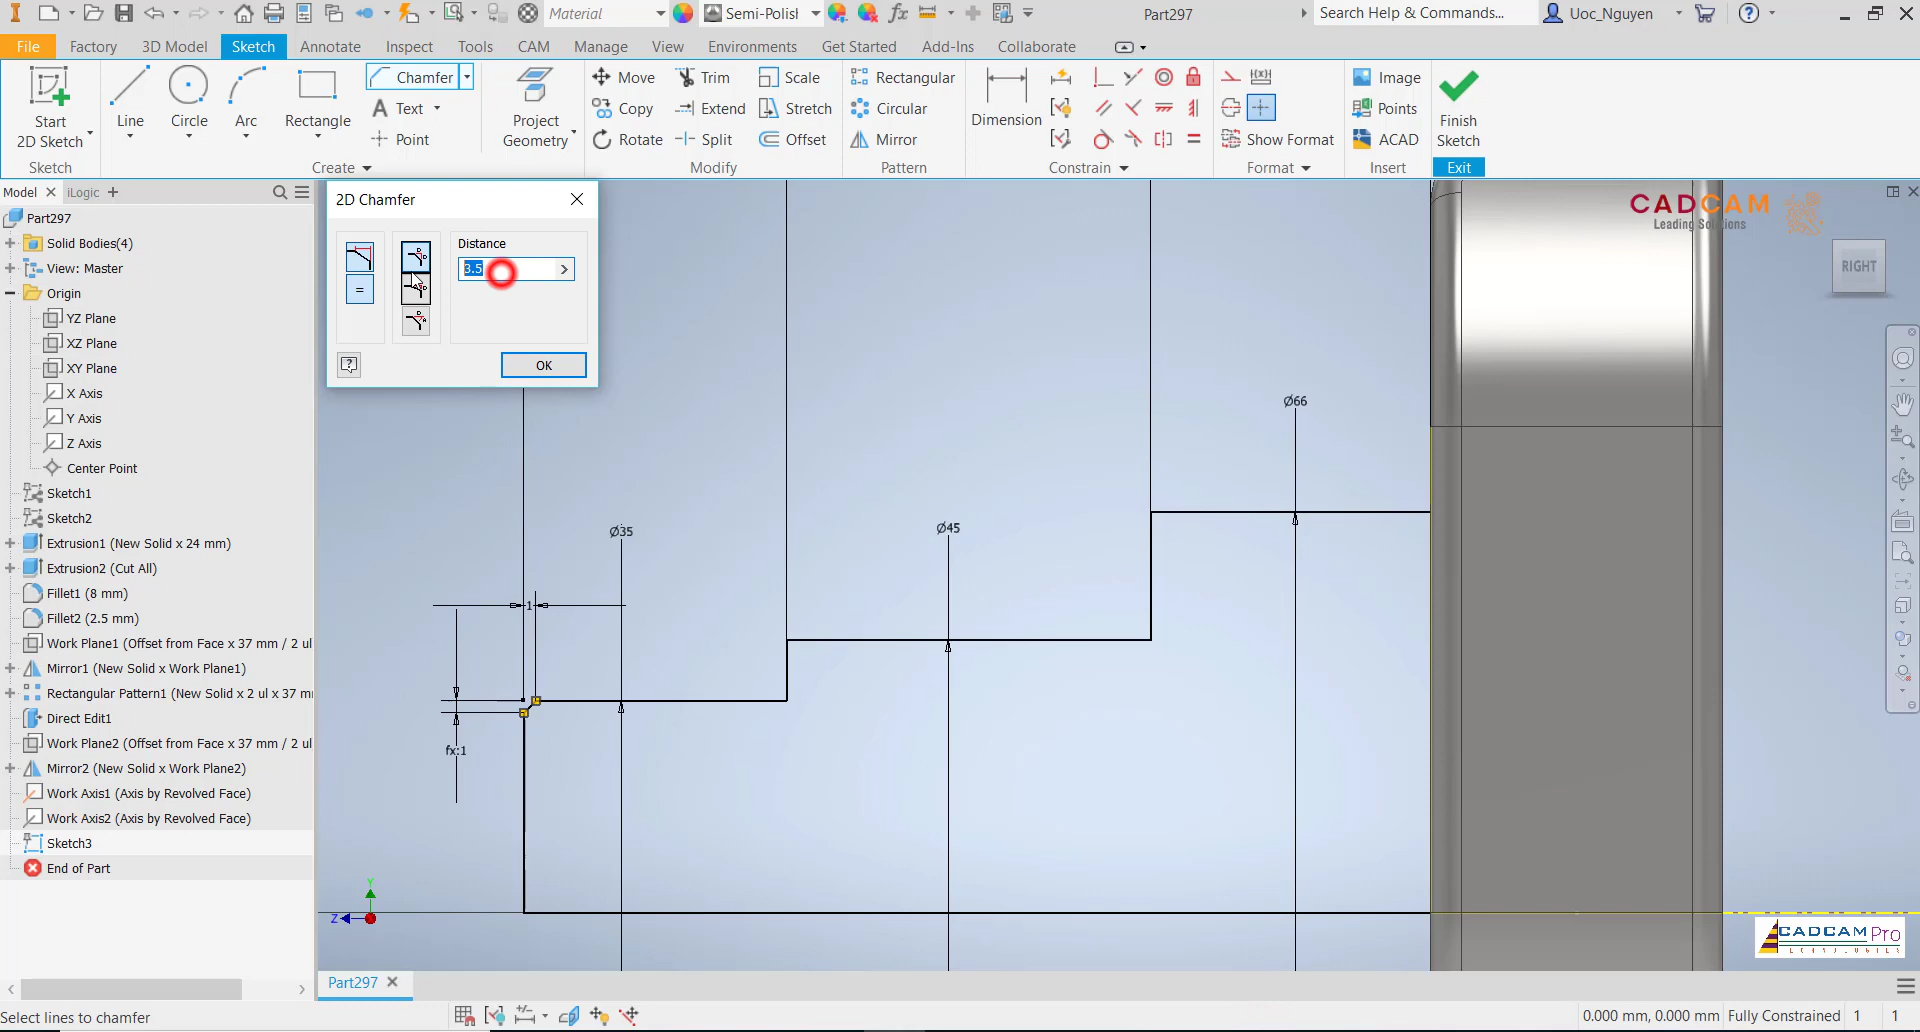 Material
Semi-Polisl
Part297
Search Help & Commands...
Uoc_Nguyen
File
Factory
3D Model
Sketch
Annotate
Inspect
Tools
CAM
Manage
View
Environments
Get Started
Add-Ins
Collaborate
Start
2D Sketch
Line
Circle
Arc
Rectangle
Chamfer
Text
Point
Project
Geometry
Move
Copy
Rotate
Trim
Extend
Split
Scale
Stretch
Offset
Rectangular
Circular
Mirror
Dimension
Show Format
Image
Points
ACAD
Finish
Sketch
Sketch
Create
Modify
Pattern
Constrain
Format
Insert
Exit
Model
iLogic
Part297
Solid Bodies(4)
View: Master
Origin
YZ Plane
XZ Plane
XY Plane
X Axis
Y Axis
Z Axis
Center Point
Sketch1
Sketch2
Extrusion1 (New Solid x 24 mm)
Extrusion2 (Cut All)
Fillet1 (8 mm)
Fillet2 (2.5 mm)
Work Plane1 (Offset from Face x 37 mm / 2 ul
Mirror1 (New Solid x Work Plane1)
Rectangular Pattern1 (New Solid x 2 ul x 37 m
Direct Edit1
Work Plane2 (Offset from Face x 37 mm / 2 ul
Mirror2 (New Solid x Work Plane2)
Work Axis1 (Axis by Revolved Face)
Work Axis2 (Axis by Revolved Face)
Sketch3
End of Part
2D Chamfer
Distance
3.5
OK
CADCAM
Leading Solutions
RIGHT
Ø66
Ø35
Ø45
1
fx:1
Y
Z
CADCAM Pro
Part297
Select lines to chamfer
0.000 mm, 0.000 mm
Fully Constrained
1
1